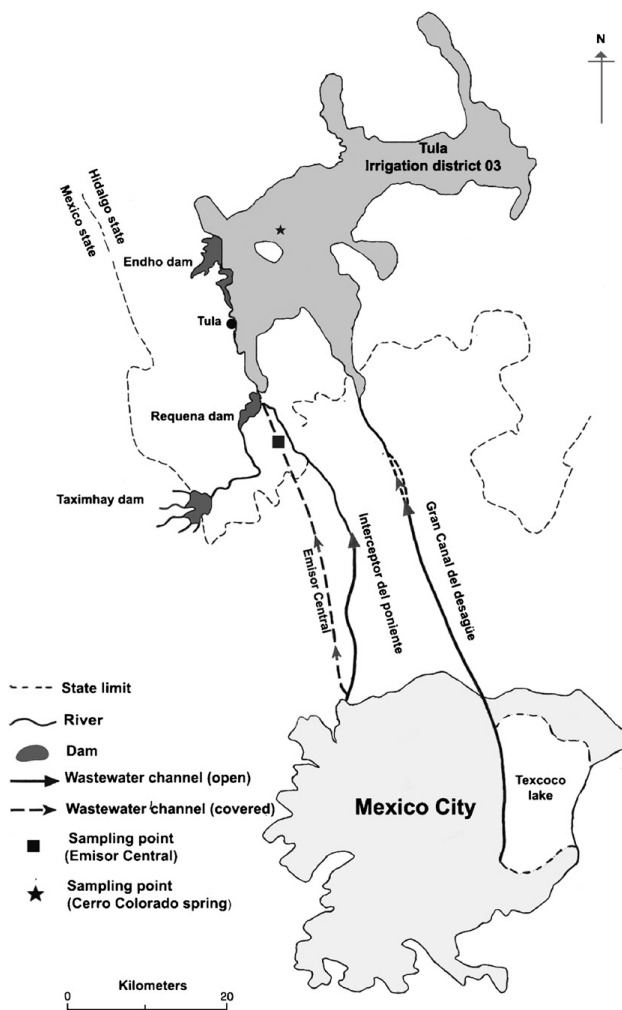 N
Tula
Irrigation district 03
Hidalgo state
Mexico state
Endho dam
Tula
Requena dam
Taximhay dam
Emisor Central
Interceptor del poniente
Gran Canal del desagüe
State limit
River
Dam
Wastewater channel (open)
Wastewater channel (covered)
Sampling point
(Emisor Central)
Sampling point
(Cerro Colorado spring)
Texcoco
lake
Mexico City
Kilometers
0 20